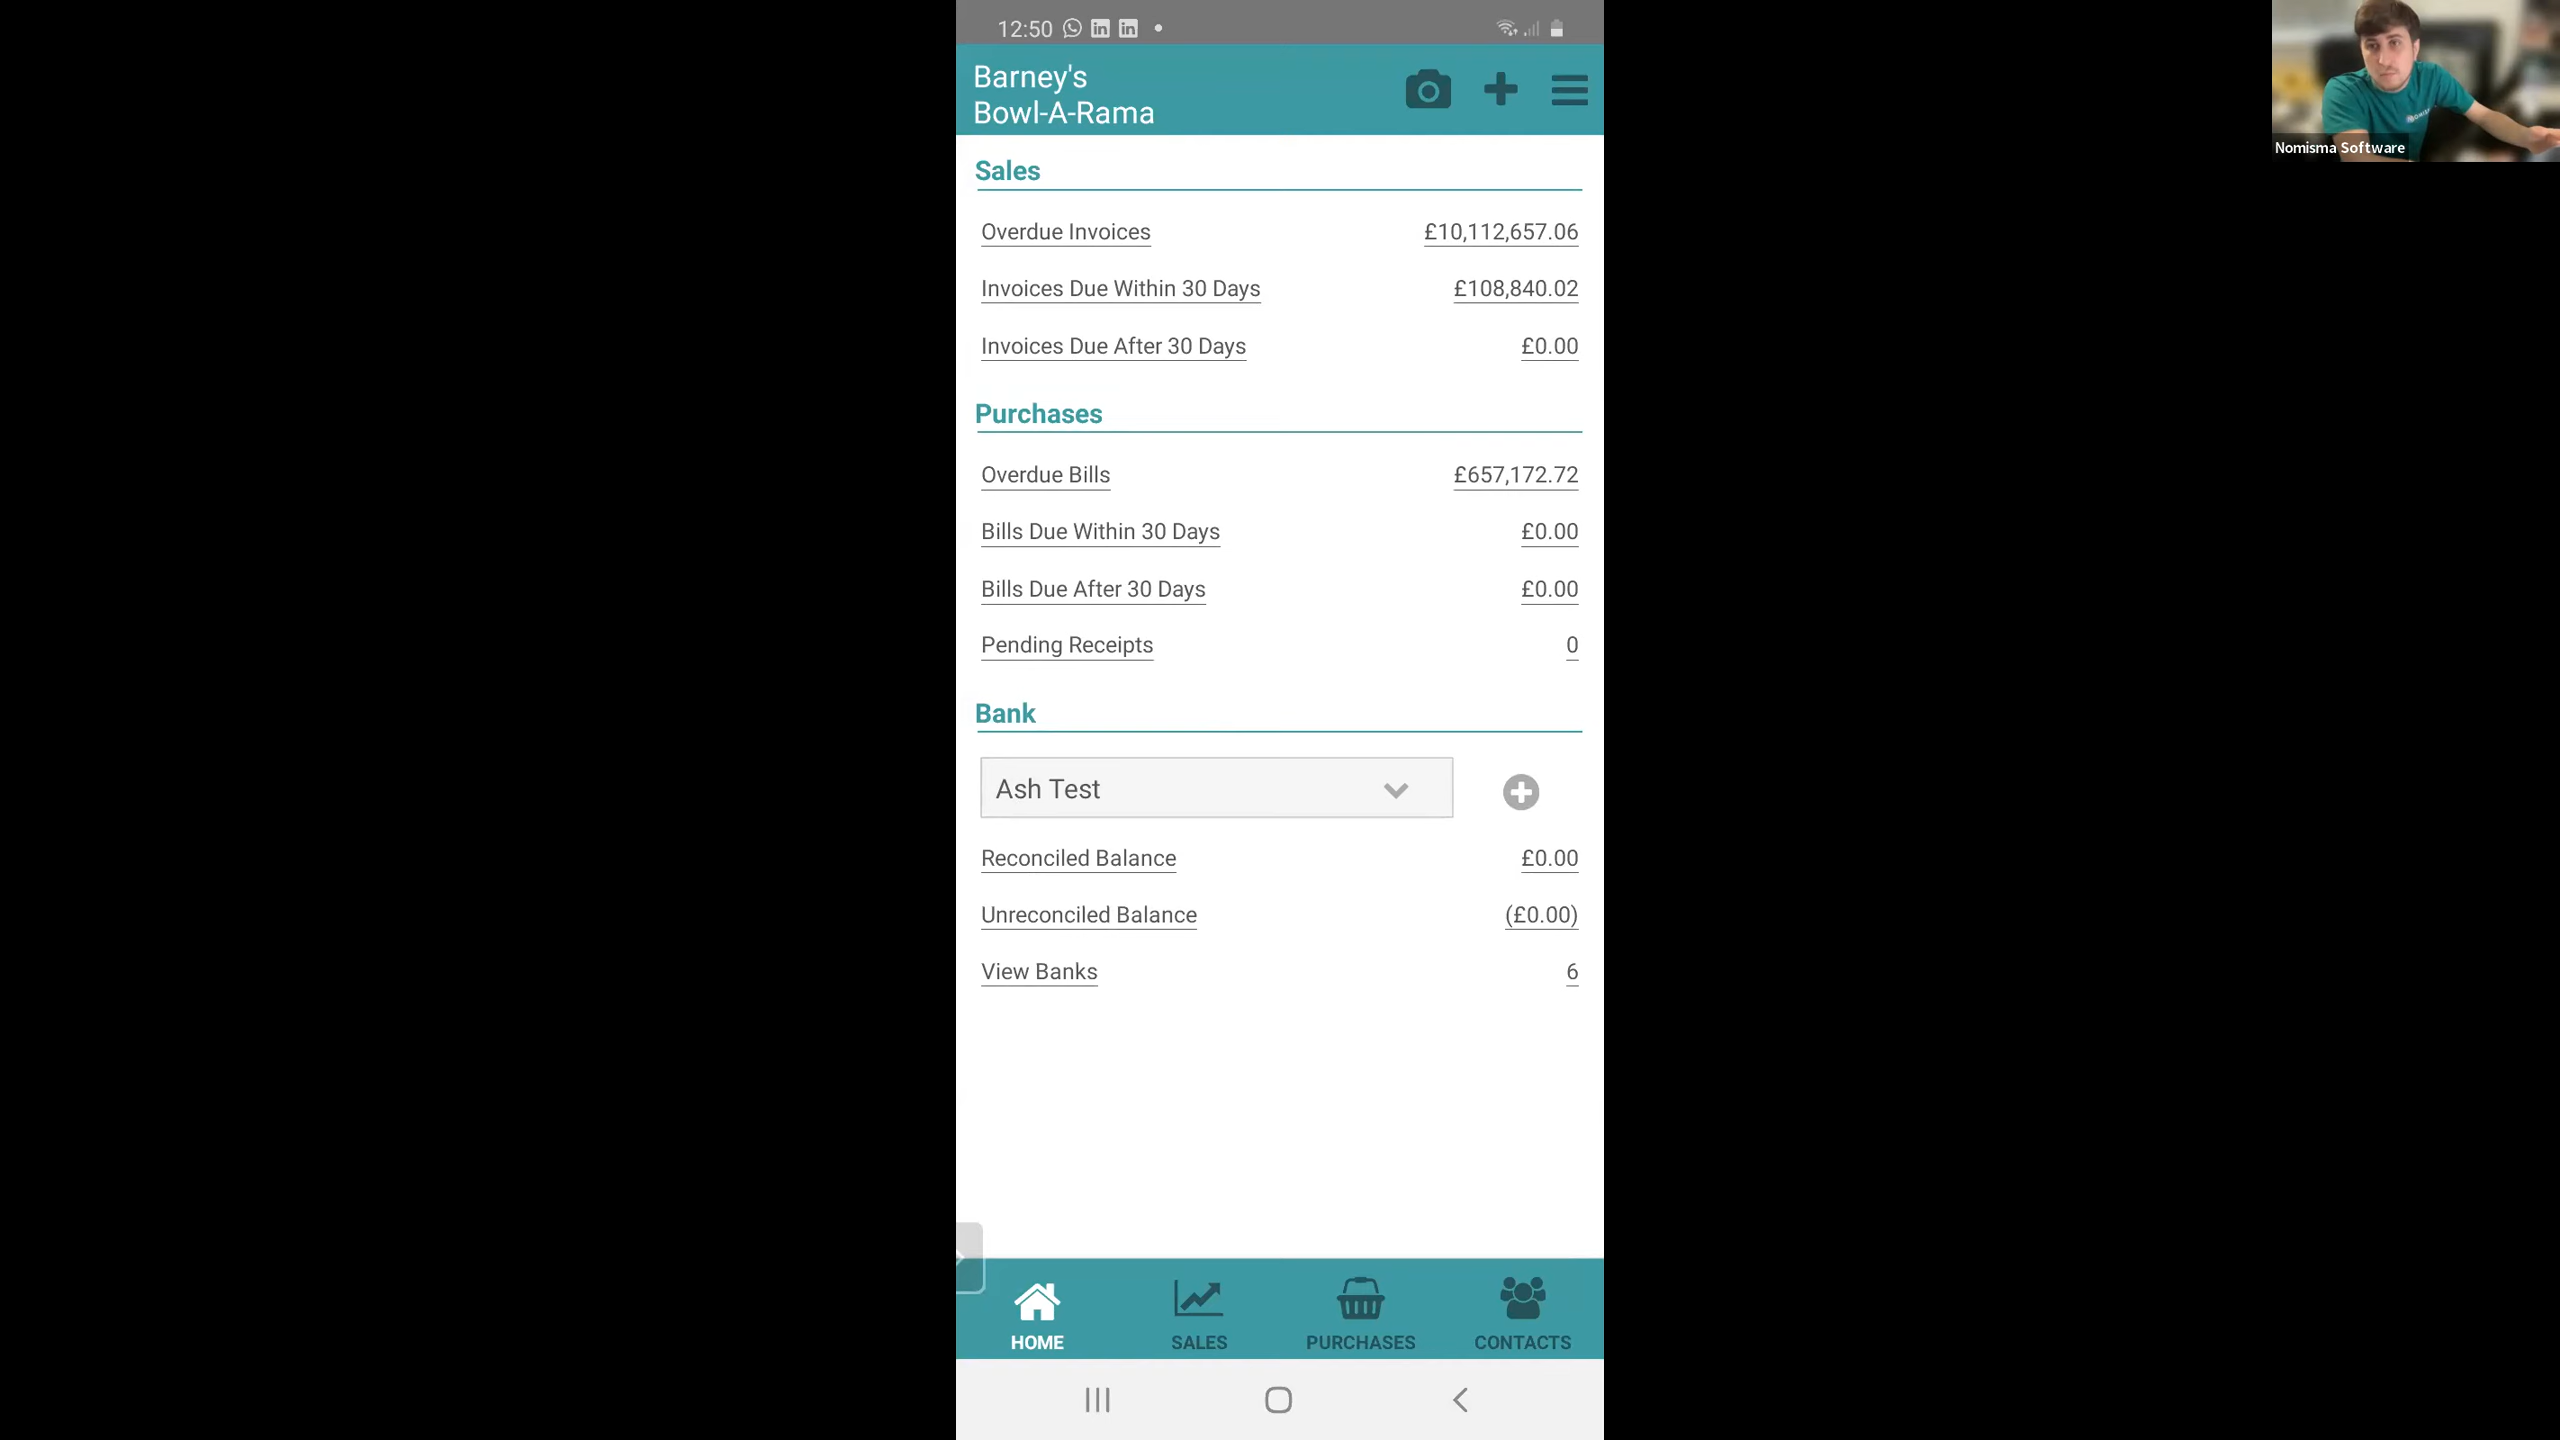 12:50
Barney's
Bowl-A-Rama
Sales
Overdue Invoices £10,112,657.06
Invoices Due Within 30 Days £108,840.02
Invoices Due After 30 Days £0.00
Purchases
Overdue Bills £657,172.72
Bills Due Within 30 Days £0.00
Bills Due After 30 Days £0.00
Pending Receipts 0
Bank
Ash Test
Reconciled Balance £0.00
Unreconciled Balance (£0.00)
View Banks 6
HOME SALES PURCHASES CONTACTS
Nomisma Software